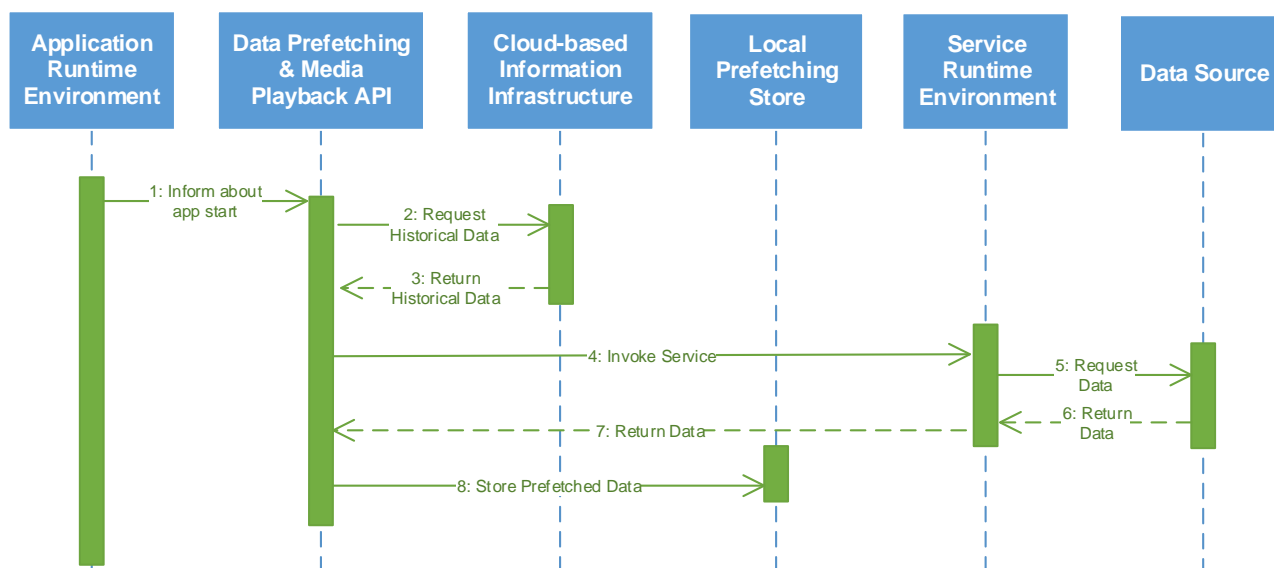 Application
Runtime
Environment
Data Prefetching
& Media
Playback API
Cloud-based
Information
Infrastructure
Local
Prefetching
Store
Service
Runtime
Environment
Data Source
1: Inform about
app start
2: Request
Historical Data
3: Return
Historical Data
4: Invoke Service
5: Request
Data
6: Return
Data
7: Return Data
8: Store Prefetched Data